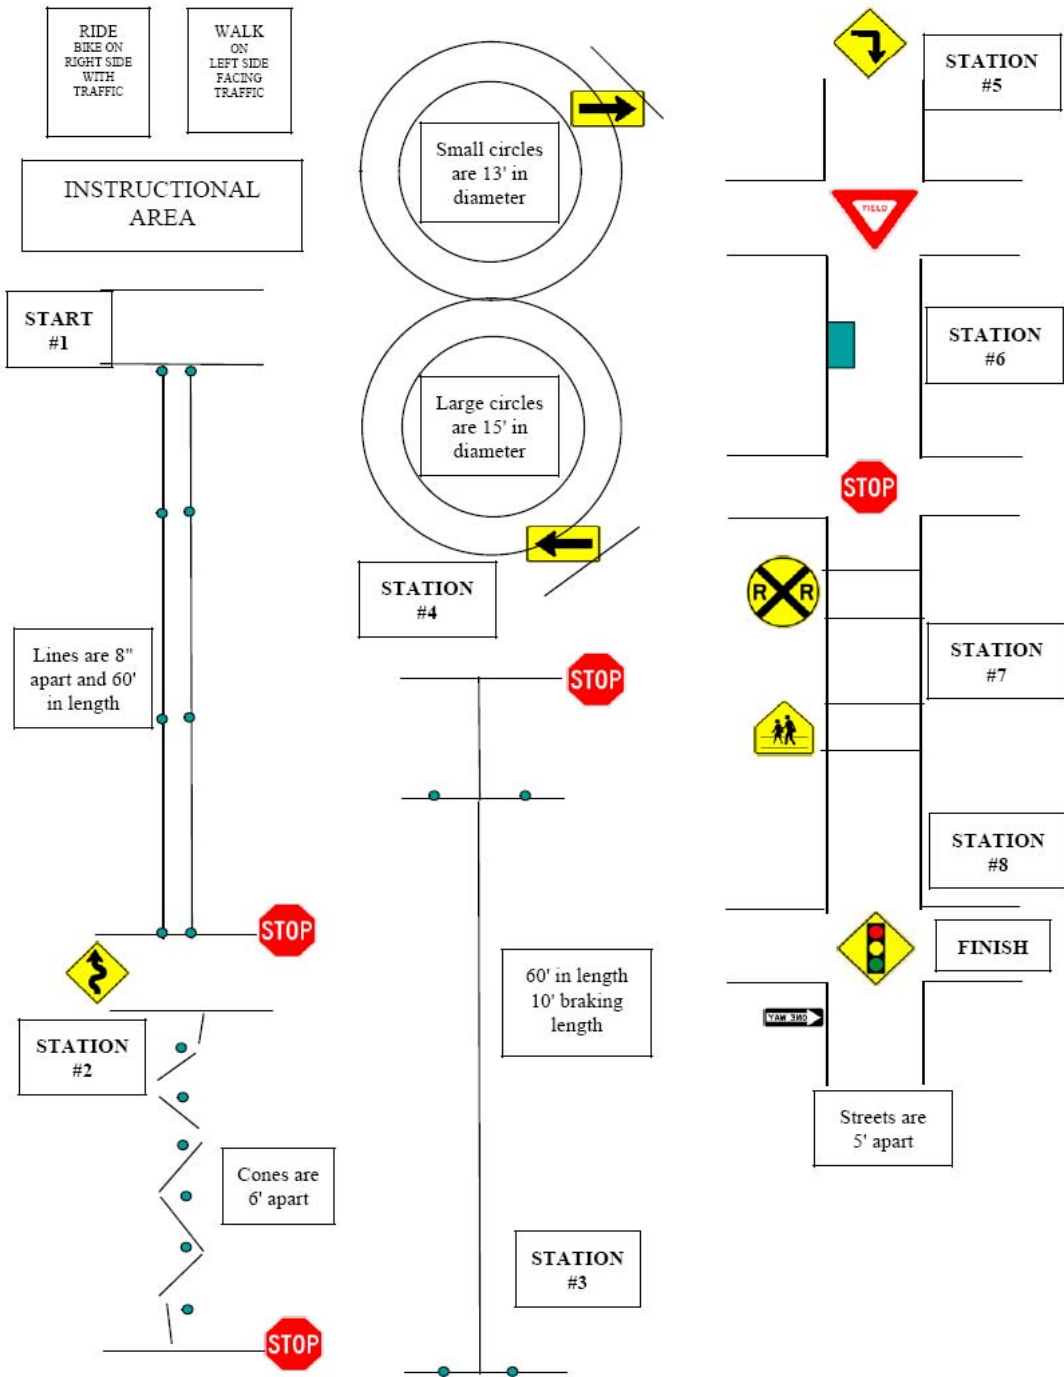 RIDE
BIKE ON
RIGHT SIDE
WITH
TRAFFIC
WALK
ON
LEFT SIDE
FACING
TRAFFIC
INSTRUCTIONAL
AREA
START
#1
Lines are 8"
apart and 60'
in length
STOP
STATION
#2
Cones are
6' apart
STOP
Small circles
are 13' in
diameter
Large circles
are 15' in
diameter
STATION
#4
STOP
60' in length
10' braking
length
STATION
#3
STATION
#5
YIELD
STATION
#6
STOP
R R
STATION
#7
STATION
#8
FINISH
ONE WAY
Streets are
5' apart